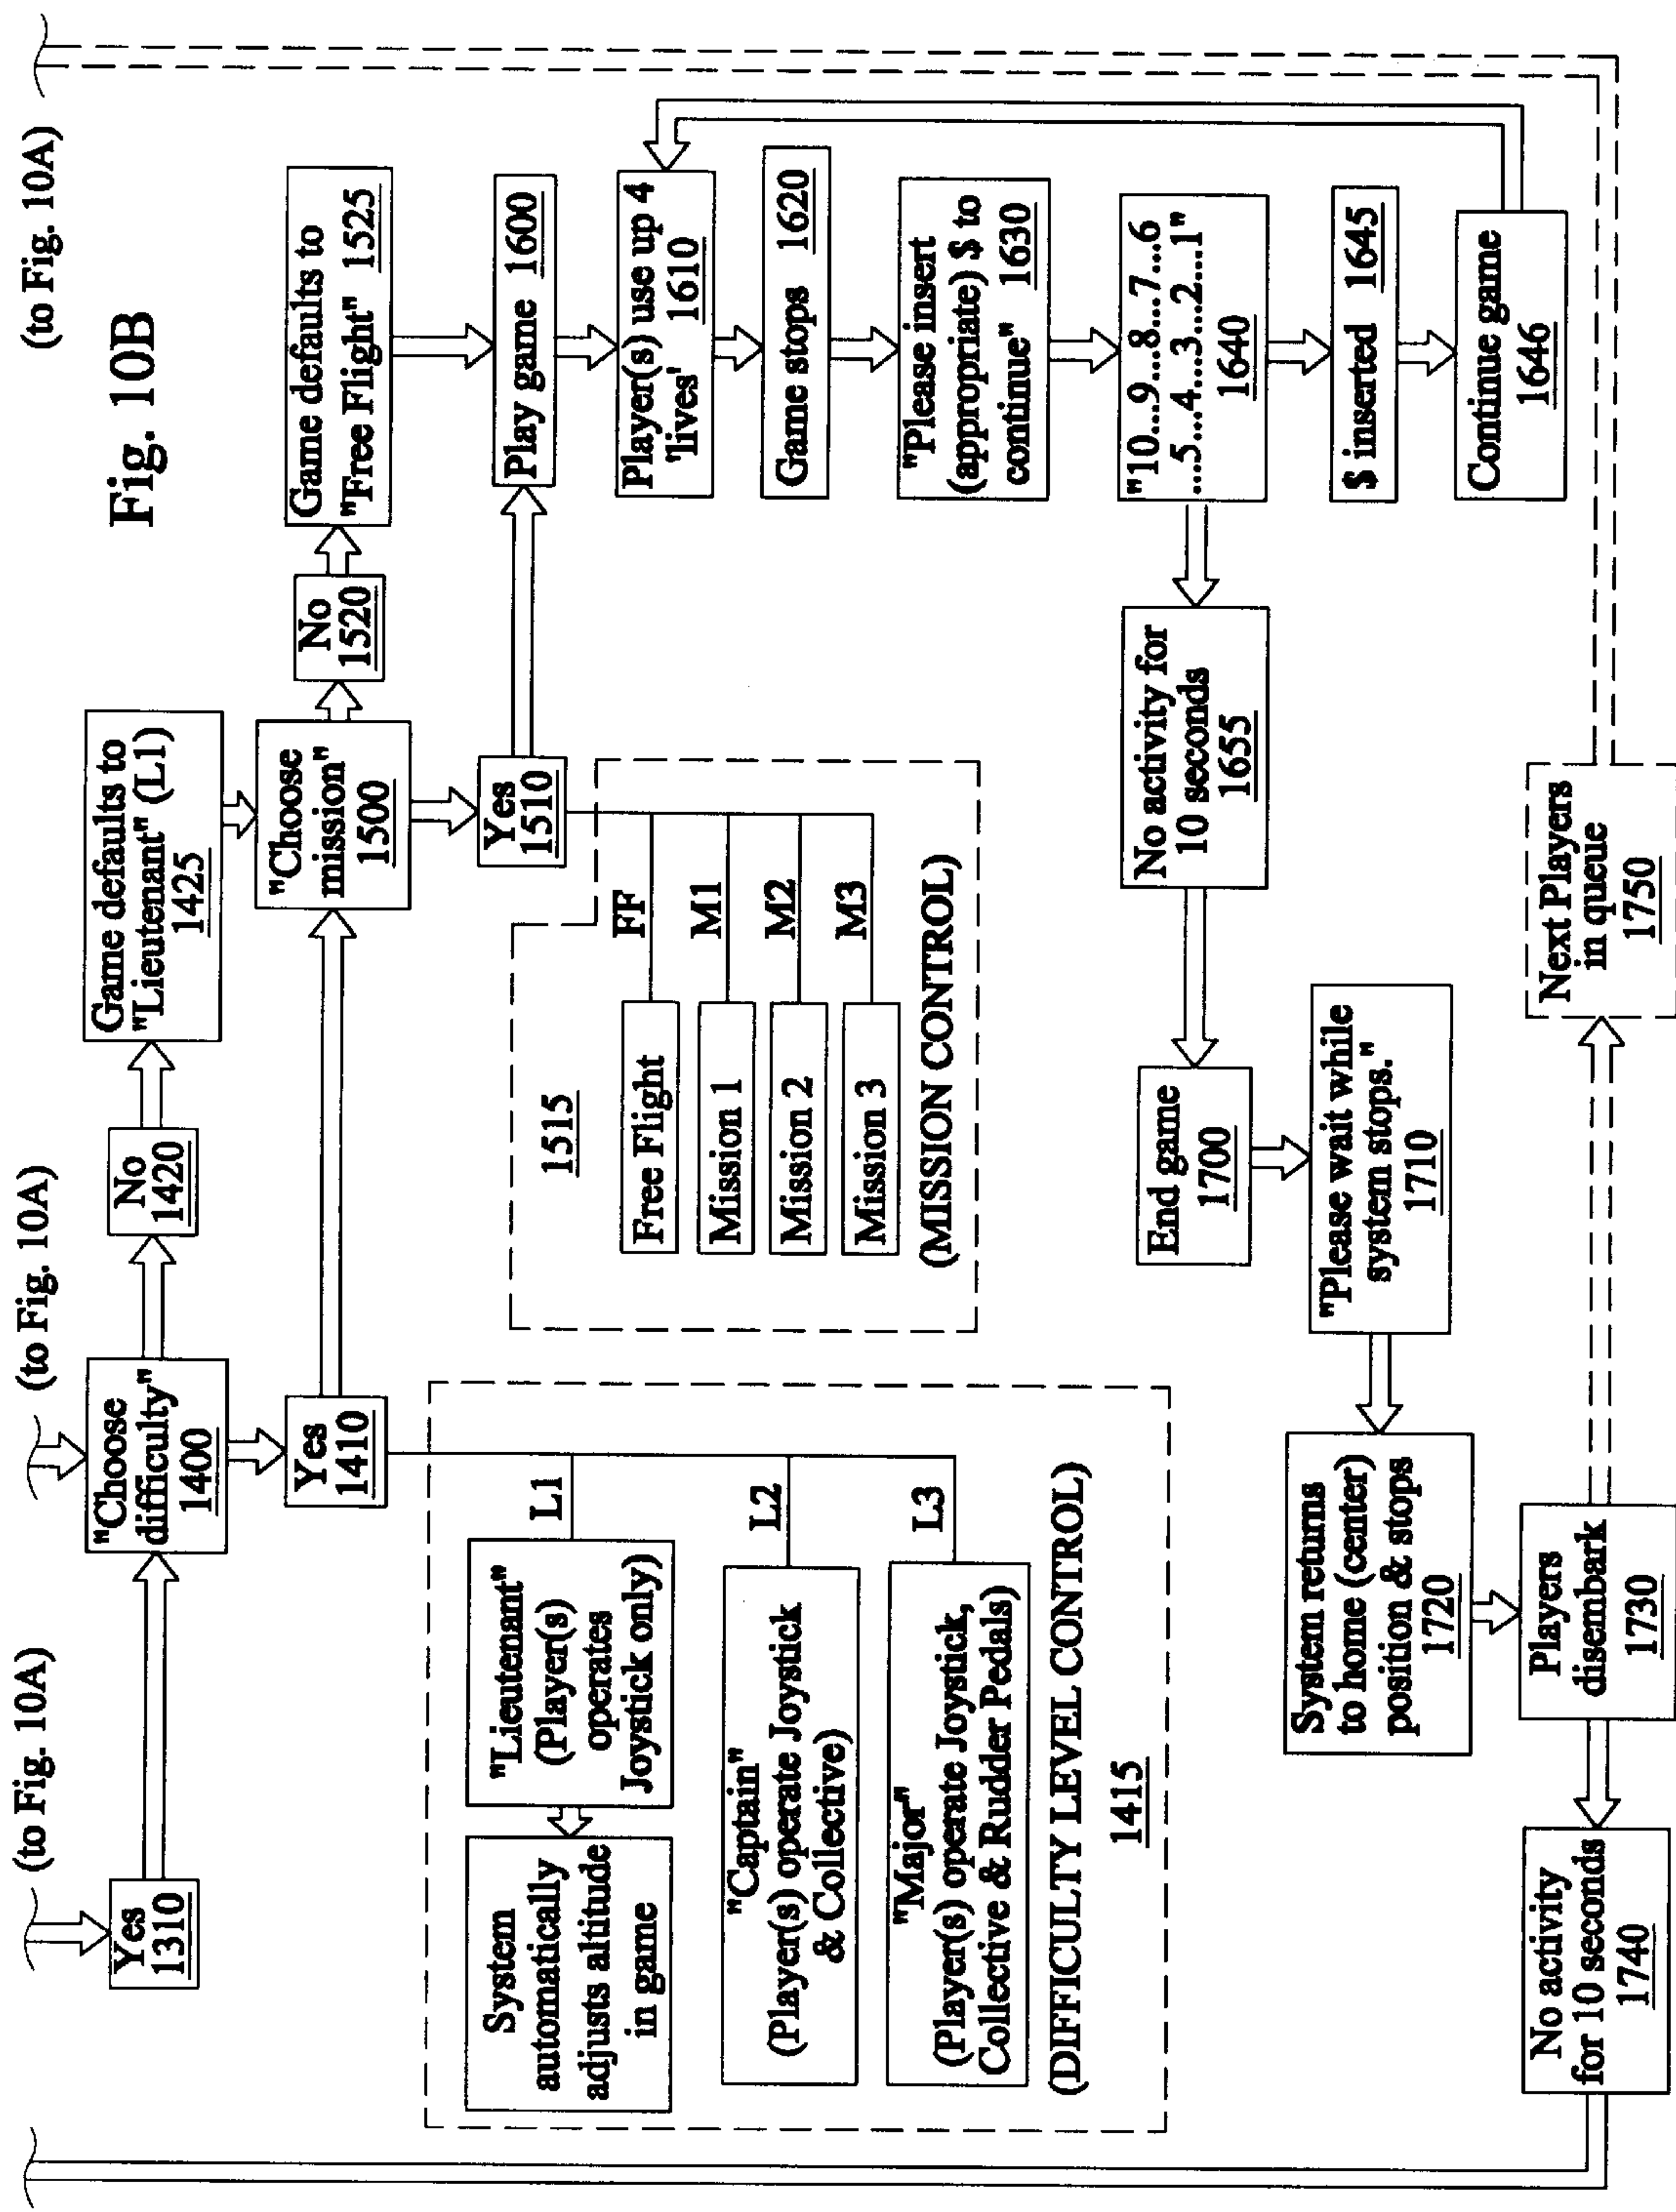 Fig. 10B
(to Fig. 10A)
(to Fig. 10A)
(to Fig. 10A)
Yes
1310
"Choose
difficulty"
1400
No
1420
Game defaults to
"Lieutenant" (L1)
1425
Yes
1410
"Choose
mission"
1500
No
1520
Game defaults to
"Free Flight" 1525
System
automatically
adjusts altitude
in game
"Lieutenant"
(Player(s)
operates
Joystick only)
L1
"Captain"
(Player(s) operate Joystick
& Collective)
L2
"Major"
(Player(s) operate Joystick,
Collective & Rudder Pedals)
L3
(DIFFICULTY LEVEL CONTROL)
1415
Yes
1510
1515
Free Flight
FF
Mission 1
M1
Mission 2
M2
Mission 3
M3
(MISSION CONTROL)
Play game 1600
Player(s) use up 4
'lives' 1610
Game stops 1620
"Please insert
(appropriate) $ to
continue" 1630
"10...9...8...7...6
...5...4...3...2...1"
1640
$ inserted 1645
Continue game
1646
No activity for
10 seconds
1655
End game
1700
"Please wait while
system stops."
1710
System returns
to home (center)
position & stops
1720
Players
disembark
1730
No activity
for 10 seconds
1740
Next Players
in queue
1750